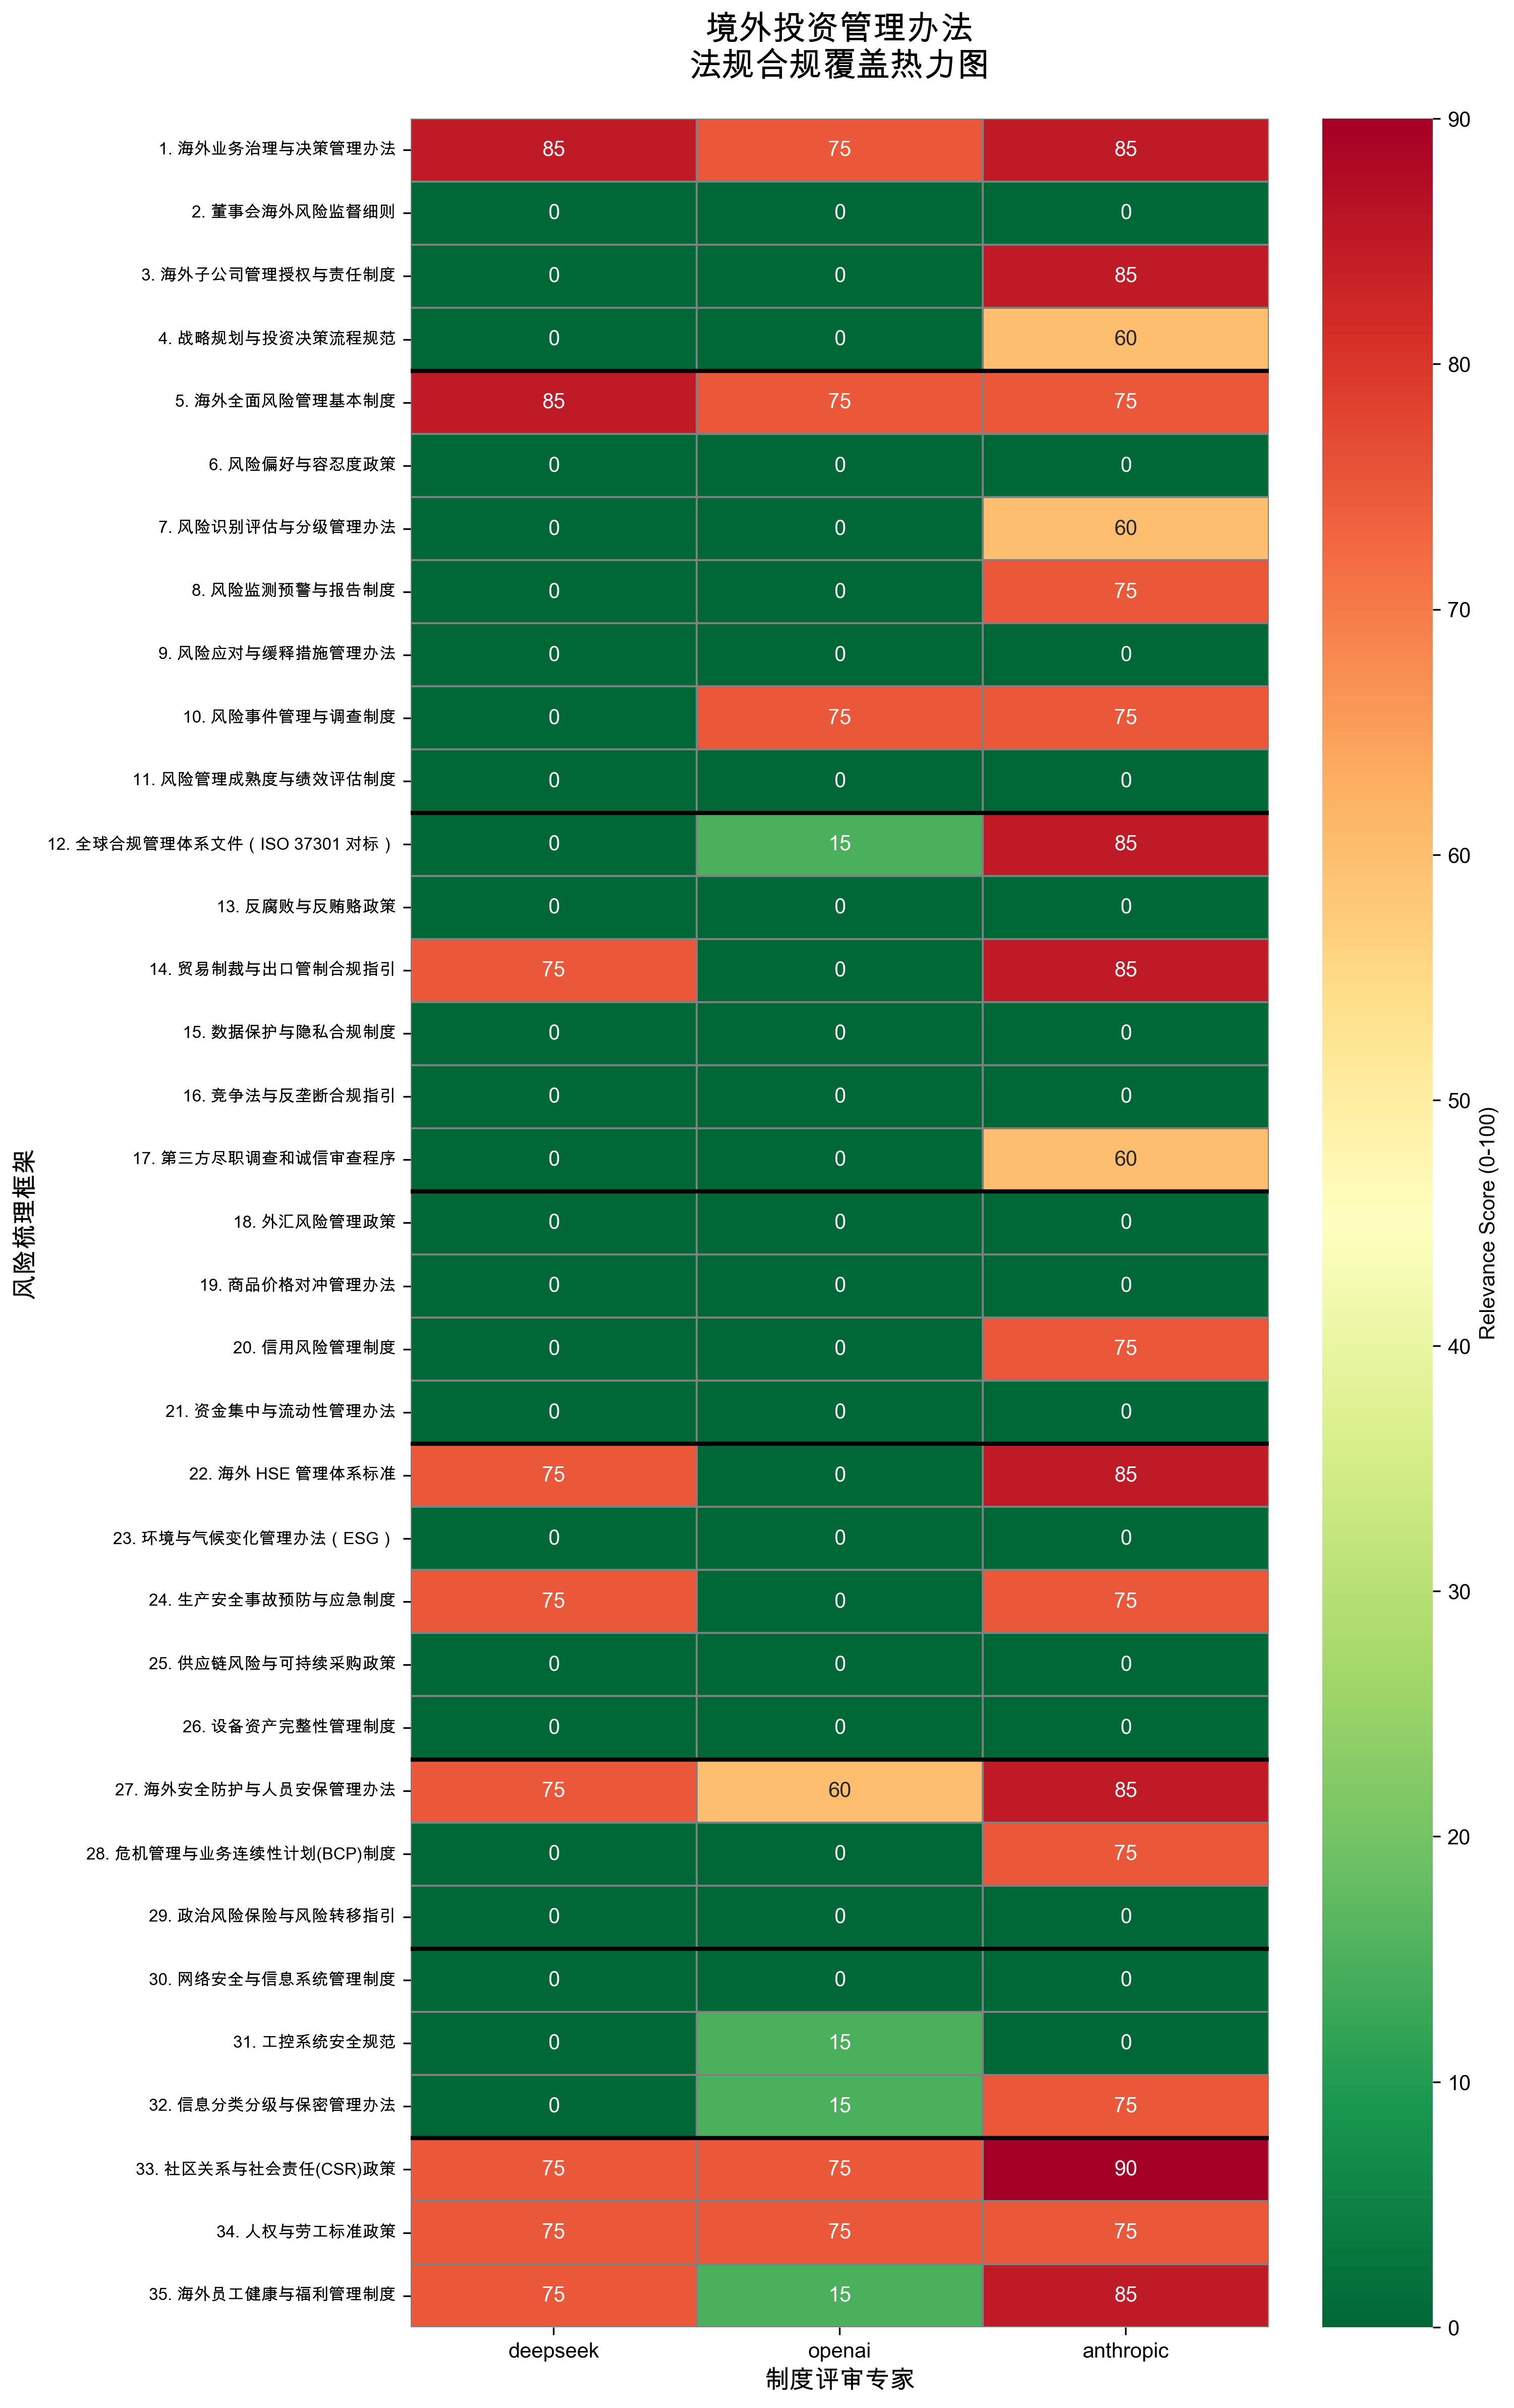 境外投资管理办法
法规合规覆盖热力图
风险梳理框架
1. 海外业务治理与决策管理办法 85 75 85
2. 董事会海外风险监督细则 0 0 0
3. 海外子公司管理授权与责任制度 0 0 85
4. 战略规划与投资决策流程规范 0 0 60
5. 海外全面风险管理基本制度 85 75 75
6. 风险偏好与容忍度政策 0 0 0
7. 风险识别评估与分级管理办法 0 0 60
8. 风险监测预警与报告制度 0 0 75
9. 风险应对与缓释措施管理办法 0 0 0
10. 风险事件管理与调查制度 0 75 75
11. 风险管理成熟度与绩效评估制度 0 0 0
12. 全球合规管理体系文件（ISO 37301 对标） 0 15 85
13. 反腐败与反贿赂政策 0 0 0
14. 贸易制裁与出口管制合规指引 75 0 85
15. 数据保护与隐私合规制度 0 0 0
16. 竞争法与反垄断合规指引 0 0 0
17. 第三方尽职调查和诚信审查程序 0 0 60
18. 外汇风险管理政策 0 0 0
19. 商品价格对冲管理办法 0 0 0
20. 信用风险管理制度 0 0 75
21. 资金集中与流动性管理办法 0 0 0
22. 海外 HSE 管理体系标准 75 0 85
23. 环境与气候变化管理办法（ESG） 0 0 0
24. 生产安全事故预防与应急制度 75 0 75
25. 供应链风险与可持续采购政策 0 0 0
26. 设备资产完整性管理制度 0 0 0
27. 海外安全防护与人员安保管理办法 75 60 85
28. 危机管理与业务连续性计划(BCP)制度 0 0 75
29. 政治风险保险与风险转移指引 0 0 0
30. 网络安全与信息系统管理制度 0 0 0
31. 工控系统安全规范 0 15 0
32. 信息分类分级与保密管理办法 0 15 75
33. 社区关系与社会责任(CSR)政策 75 75 90
34. 人权与劳工标准政策 75 75 75
35. 海外员工健康与福利管理制度 75 15 85
deepseek openai anthropic
制度评审专家
90
80
70
60
50
40
30
20
10
0
Relevance Score (0-100)